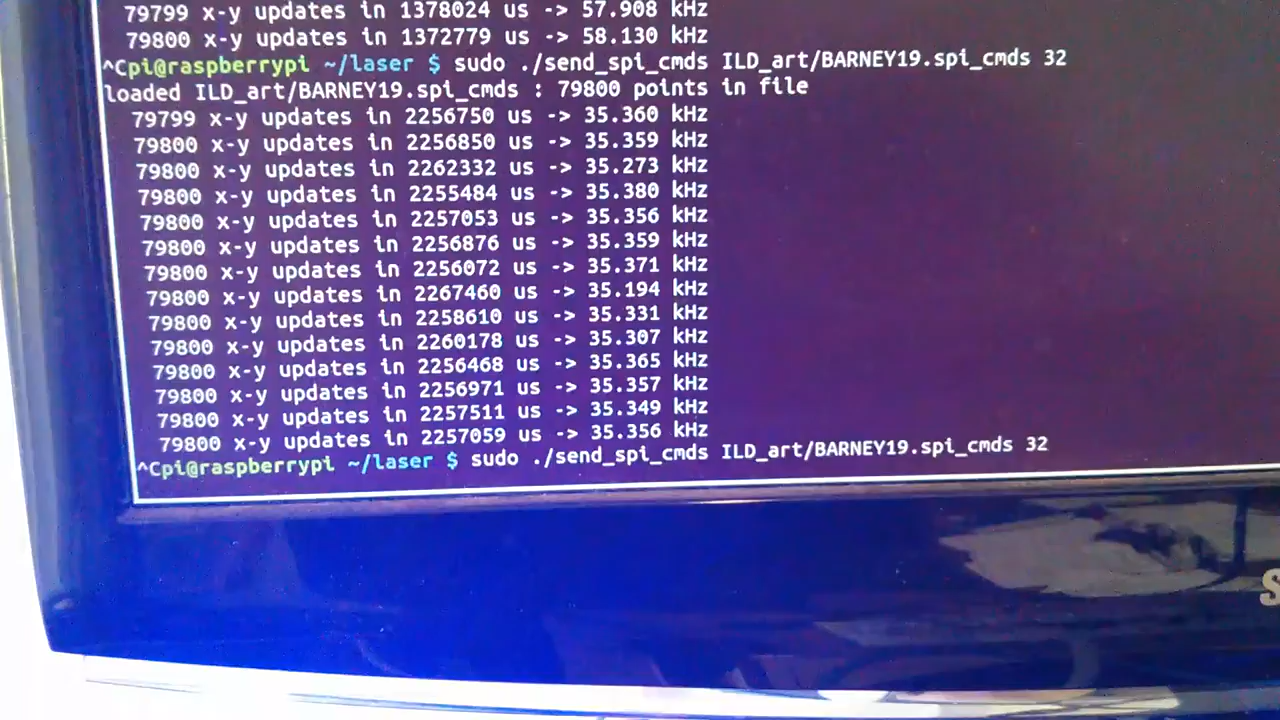 79799 x-y updates in 1378024 us -> 57.908 kHz
79800 x-y updates in 1372779 us -> 58.130 kHz
^Cpi@raspberrypi ~/laser $ sudo ./send_spi_cmds ILD_art/BARNEY19.spi_cmds 32
loaded ILD_art/BARNEY19.spi_cmds : 79800 points in file
79799 x-y updates in 2256750 us -> 35.360 kHz
79800 x-y updates in 2256850 us -> 35.359 kHz
79800 x-y updates in 2262332 us -> 35.273 kHz
79800 x-y updates in 2255484 us -> 35.380 kHz
79800 x-y updates in 2257053 us -> 35.356 kHz
79800 x-y updates in 2256876 us -> 35.359 kHz
79800 x-y updates in 2256072 us -> 35.371 kHz
79800 x-y updates in 2267460 us -> 35.194 kHz
79800 x-y updates in 2258610 us -> 35.331 kHz
79800 x-y updates in 2260178 us -> 35.307 kHz
79800 x-y updates in 2256468 us -> 35.365 kHz
79800 x-y updates in 2256971 us -> 35.357 kHz
79800 x-y updates in 2257511 us -> 35.349 kHz
79800 x-y updates in 2257059 us -> 35.356 kHz
^Cpi@raspberrypi ~/laser $ sudo ./send_spi_cmds ILD_art/BARNEY19.spi_cmds 32
S